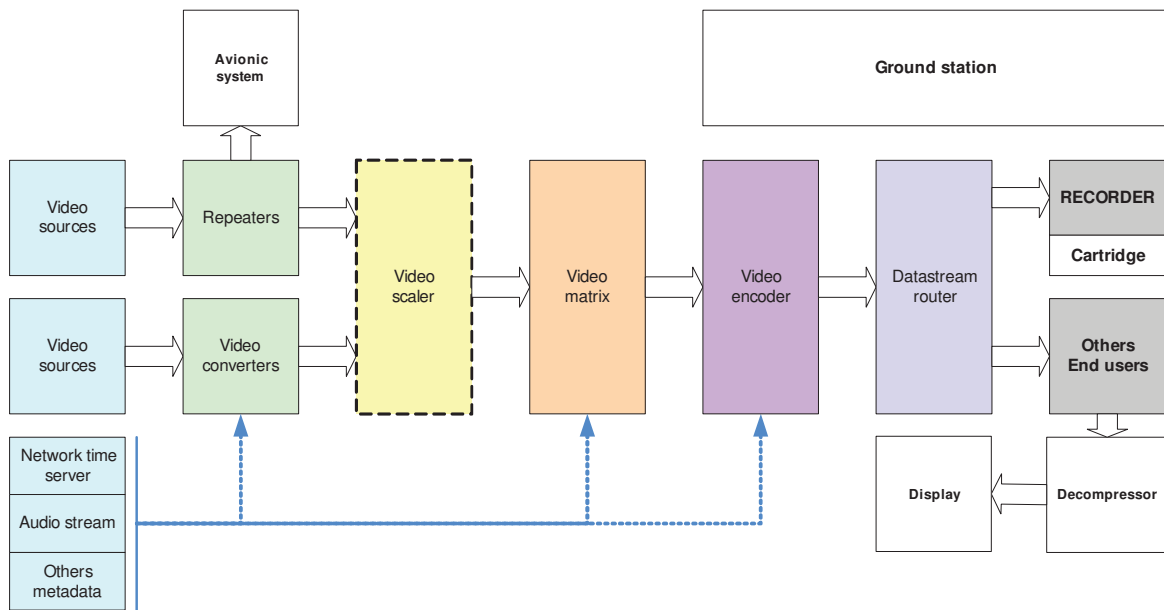 Avionic
system
Ground station
Video
sources
Repeaters
Video
scaler
Video
matrix
Video
encoder
Datastream
router
RECORDER
Cartridge
Video
sources
Video
converters
Others
End users
Network time
server
Audio stream
Others
metadata
Display
Decompressor